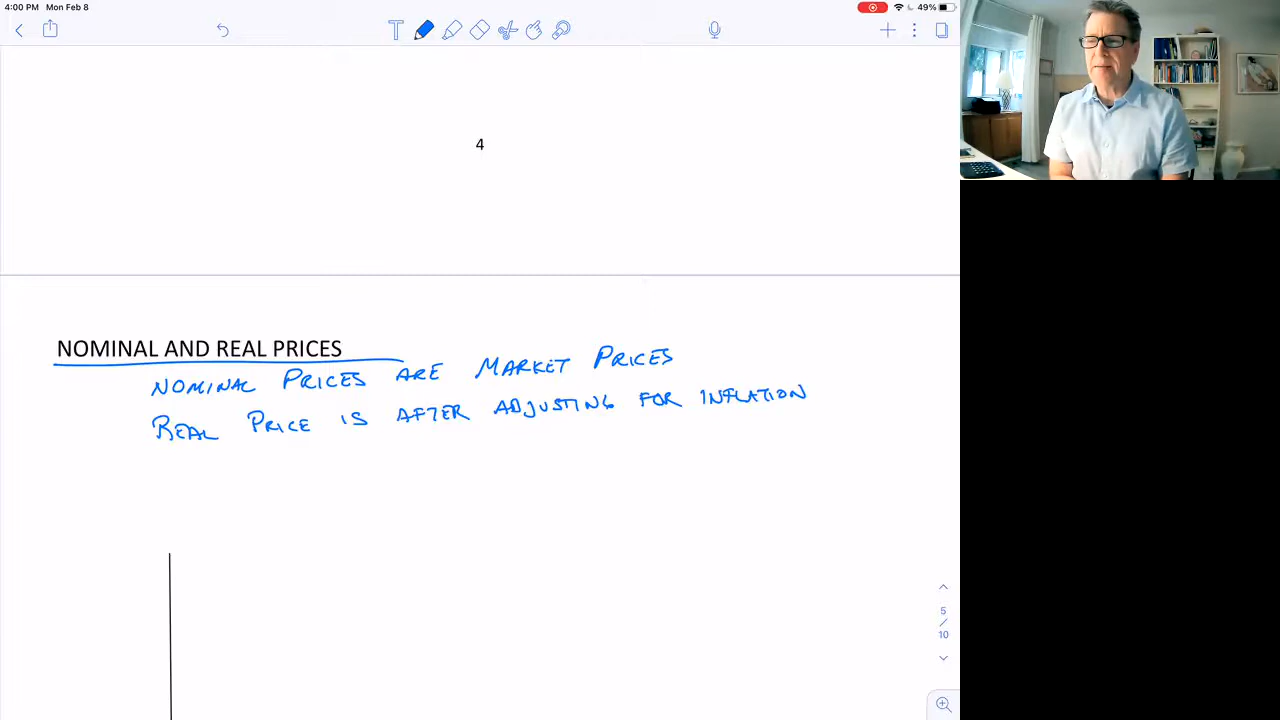 4:00 PM Mon Feb 8
49%
T
4
NOMINAL AND REAL PRICES
NOMINAL PRICES ARE MARKET PRICES
REAL PRICE IS AFTER ADJUSTING FOR INFLATION
5
/
10